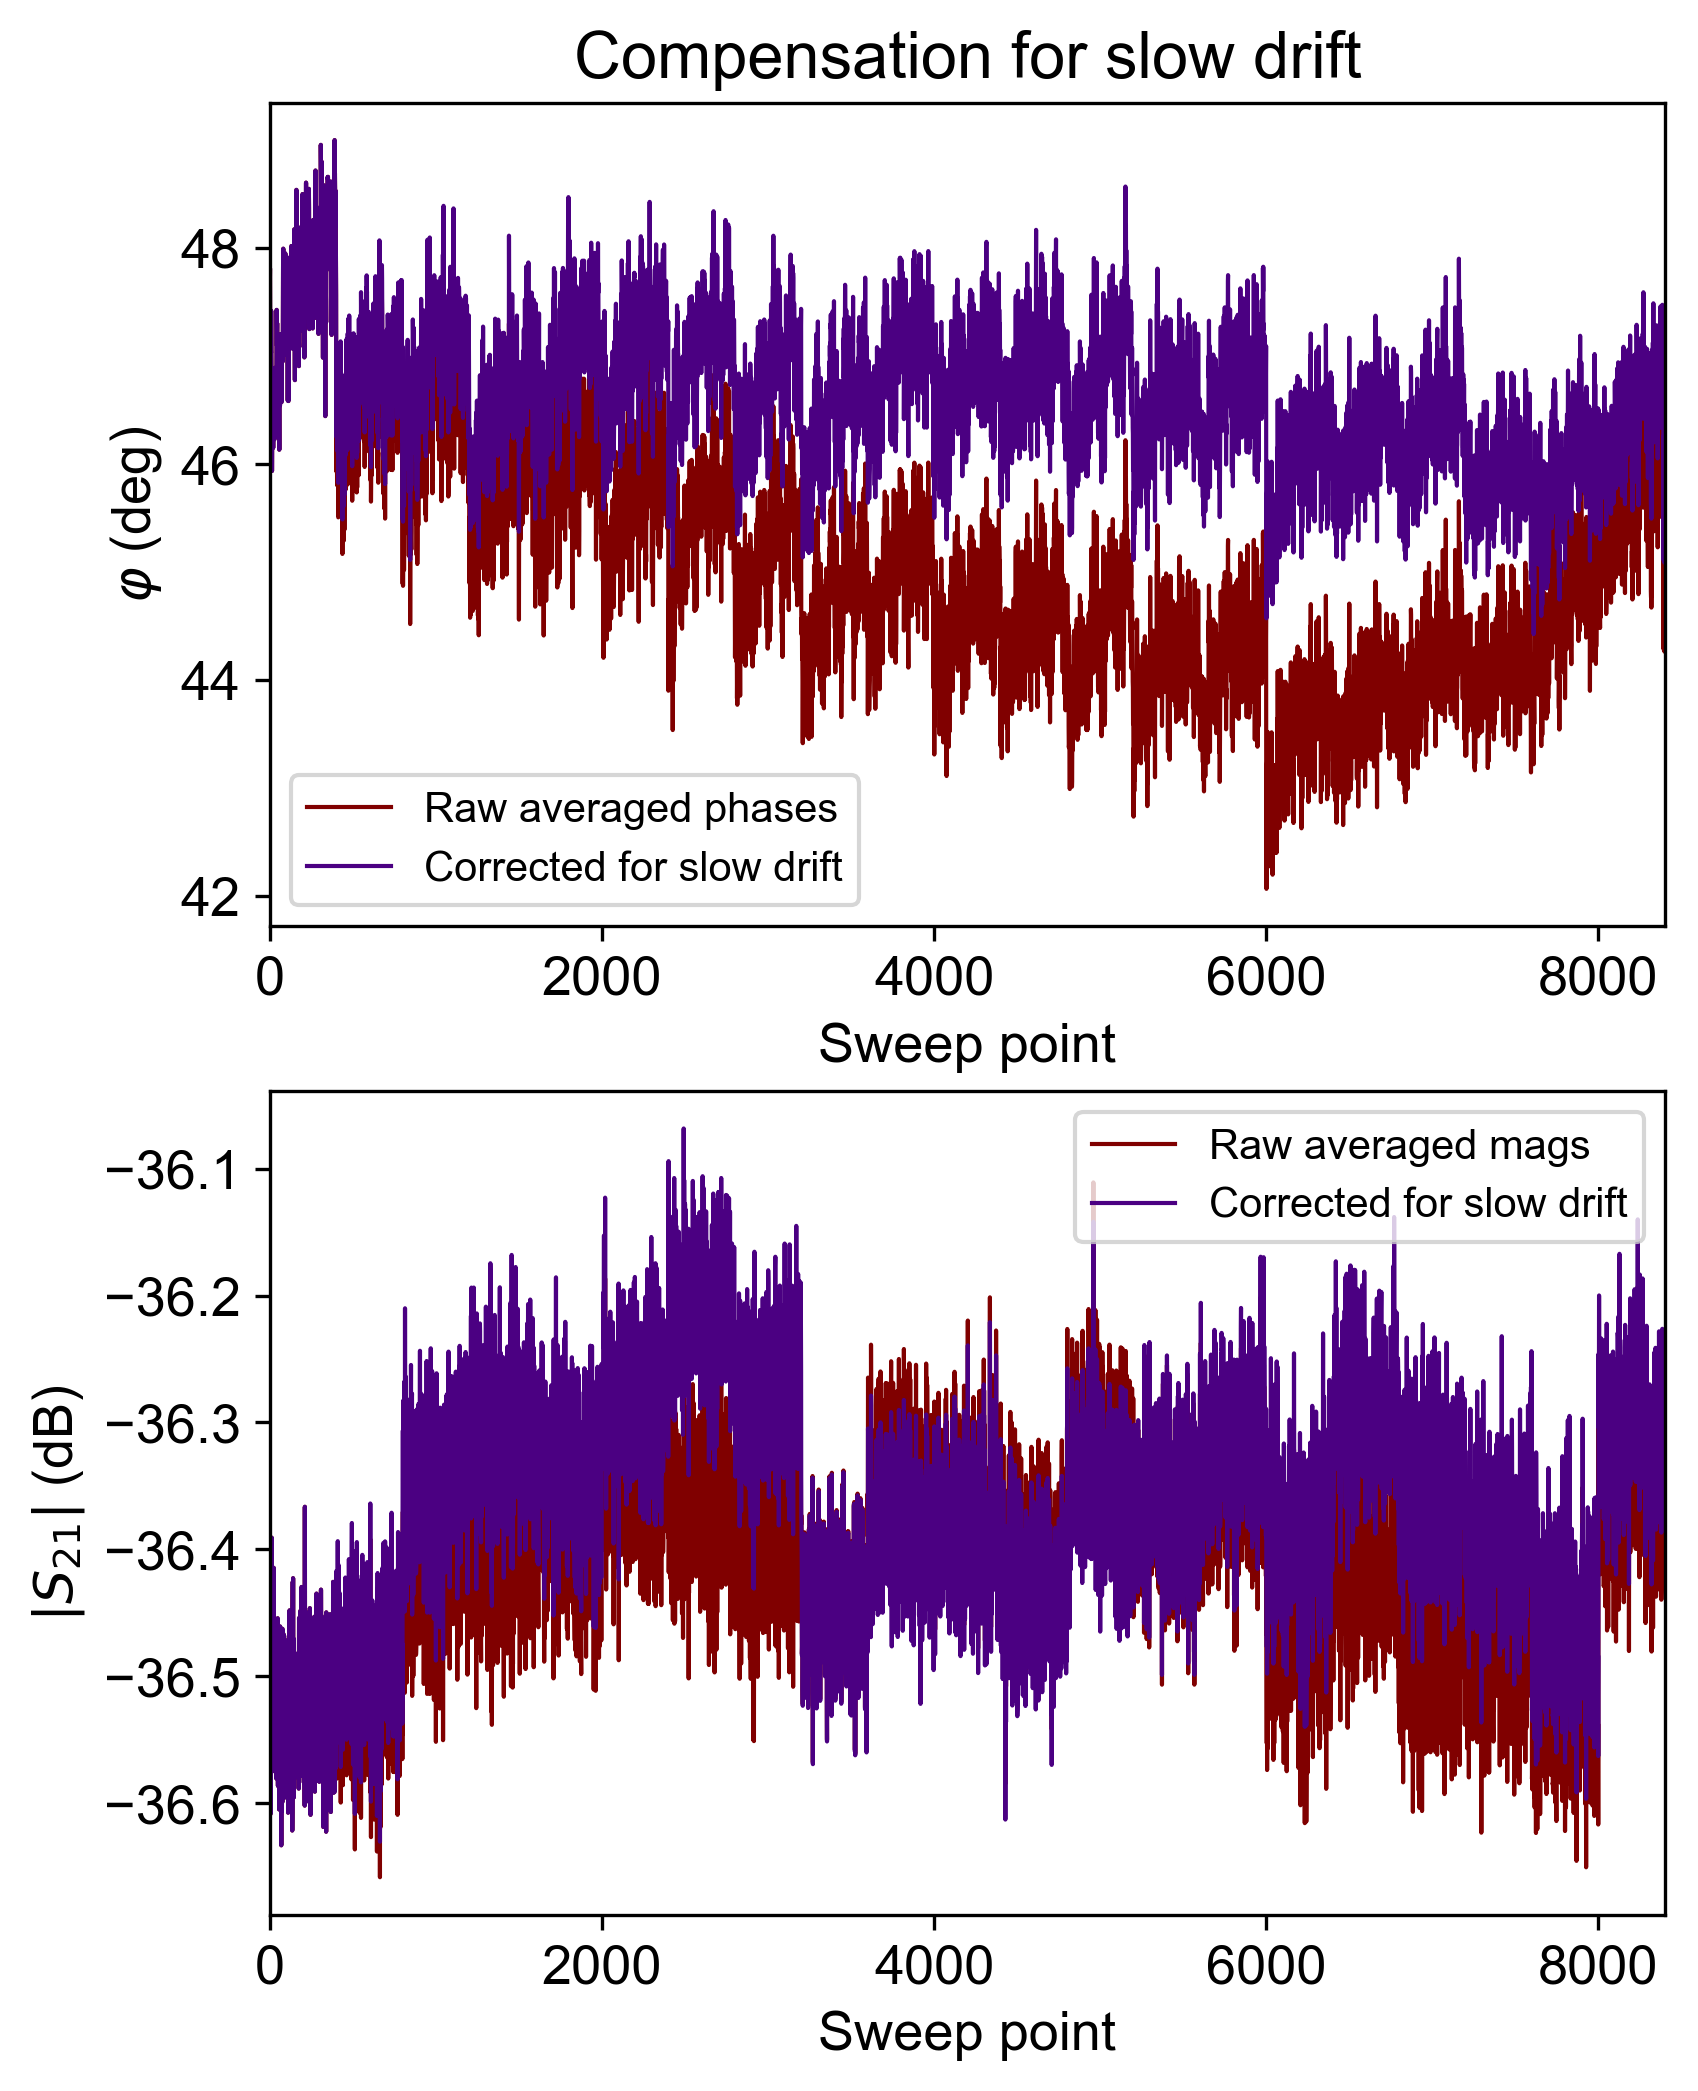 Compensation for slow drift
48
46
44
42
φ (deg)
Raw averaged phases
Corrected for slow drift
0 2000 4000 6000 8000
Sweep point
−36.1
−36.2
−36.3
−36.4
−36.5
−36.6
|S₂₁| (dB)
Raw averaged mags
Corrected for slow drift
0 2000 4000 6000 8000
Sweep point